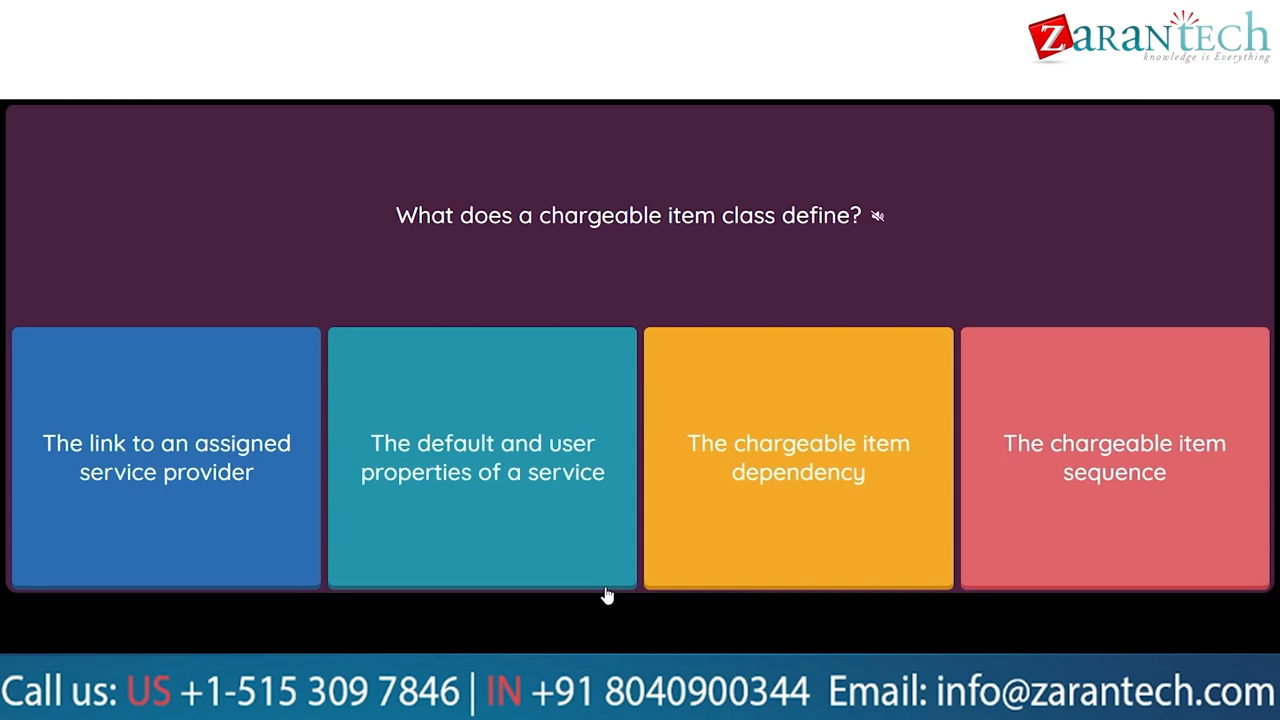 ZARANTECH
knowledge is Everything
What does a chargeable item class define?
The link to an assigned
service provider
The default and user
properties of a service
The chargeable item
dependency
The chargeable item
sequence
Call us: US +1-515 309 7846 | IN +91 8040900344 Email: info@zarantech.com